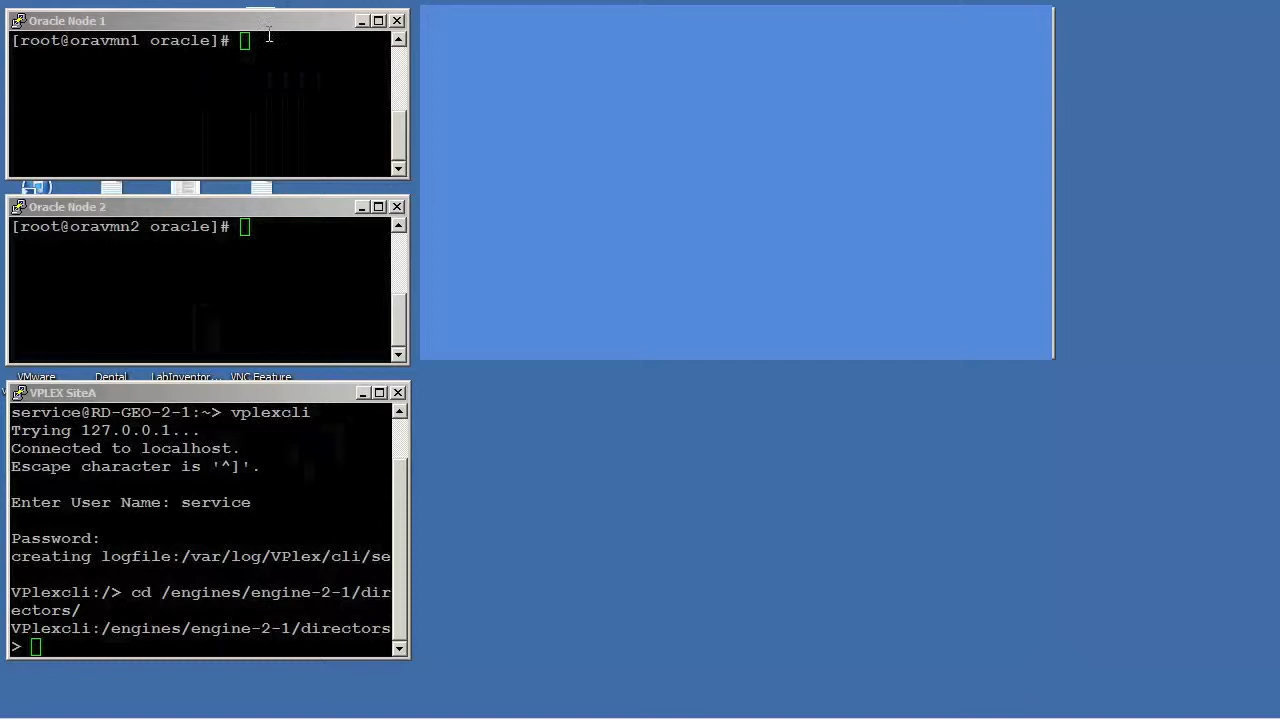 Oracle Node 1
[root@oravmn1 oracle]#
Oracle Node 2
[root@oravmn2 oracle]#
VMware
Dental
LabInventor...
VNC Feature
VPLEX SiteA
service@RD-GEO-2-1:~> vplexcli
Trying 127.0.0.1...
Connected to localhost.
Escape character is '^]'.
Enter User Name: service
Password:
creating logfile:/var/log/VPlex/cli/se
VPlexcli:/> cd /engines/engine-2-1/dir
ectors/
VPlexcli:/engines/engine-2-1/directors
>